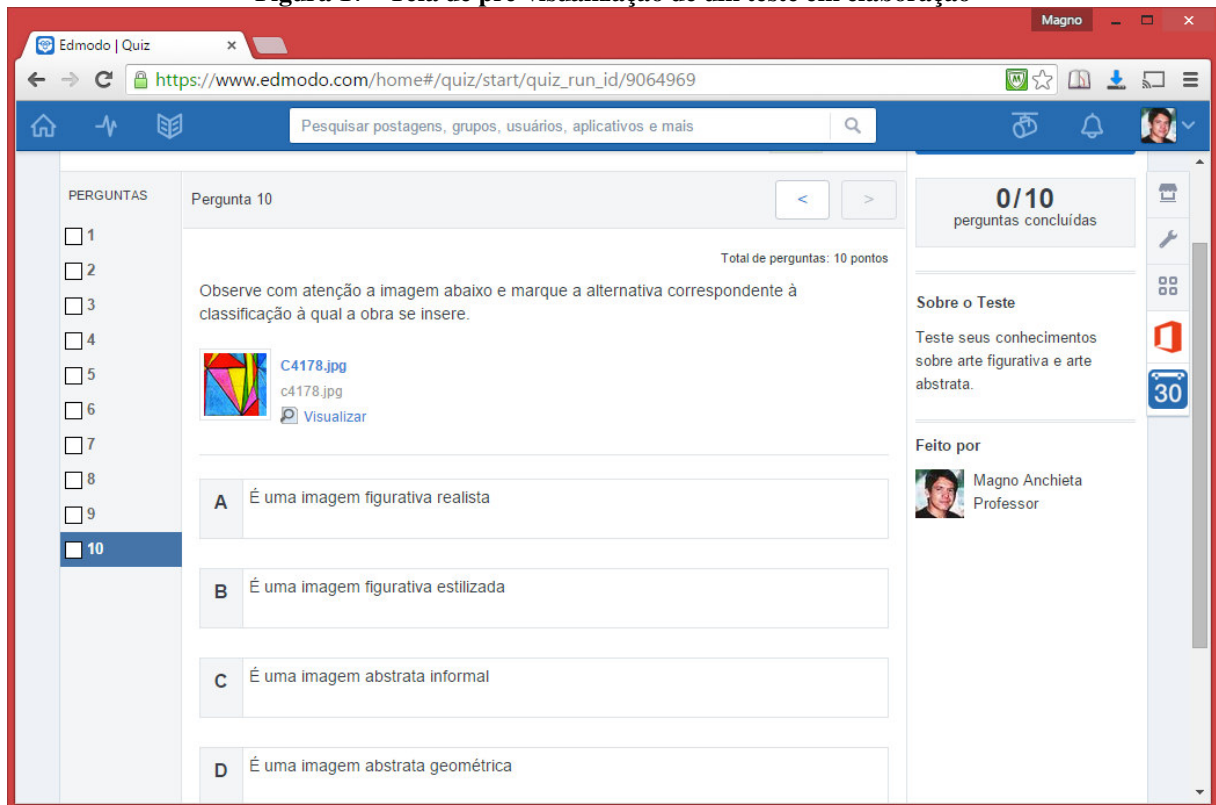 Magno
Edmodo | Quiz
https://www.edmodo.com/home#/quiz/start/quiz_run_id/9064969
Pesquisar postagens, grupos, usuários, aplicativos e mais
PERGUNTAS
1
2
3
4
5
6
7
8
9
10
Pergunta 10
<
>
Total de perguntas: 10 pontos
Observe com atenção a imagem abaixo e marque a alternativa correspondente à
classificação à qual a obra se insere.
C4178.jpg
c4178.jpg
Visualizar
A É uma imagem figurativa realista
B É uma imagem figurativa estilizada
C É uma imagem abstrata informal
D É uma imagem abstrata geométrica
0/10
perguntas concluídas
Sobre o Teste
Teste seus conhecimentos
sobre arte figurativa e arte
abstrata.
Feito por
Magno Anchieta
Professor
30